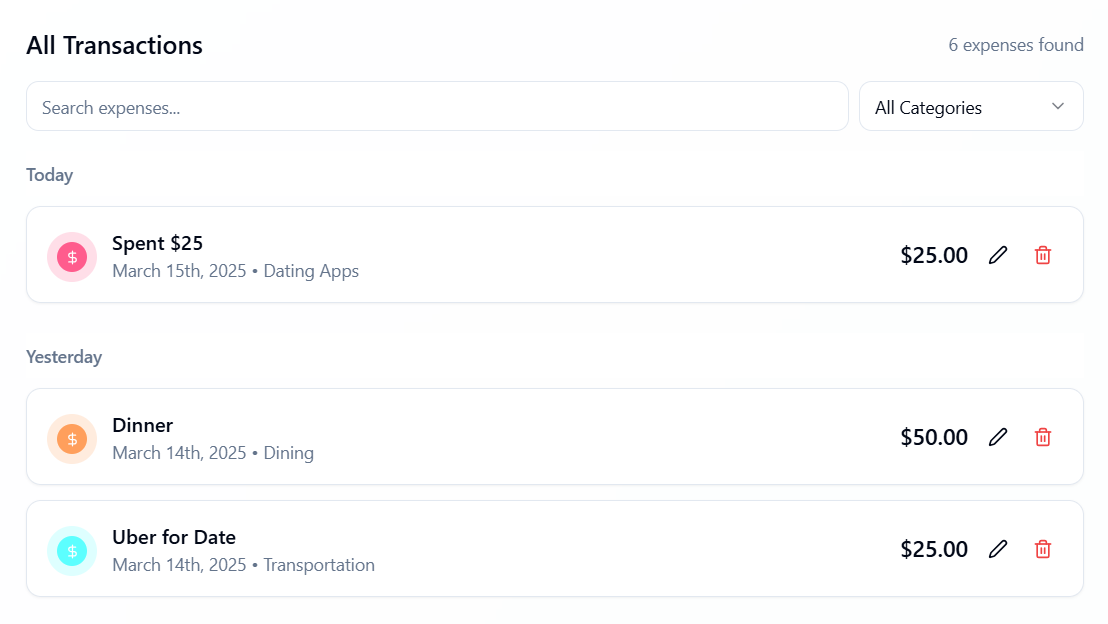 All Transactions
6 expenses found
Search expenses...
All Categories
Today
$
Spent $25
March 15th, 2025 • Dating Apps
$25.00
Yesterday
$
Dinner
March 14th, 2025 • Dining
$50.00
$
Uber for Date
March 14th, 2025 • Transportation
$25.00